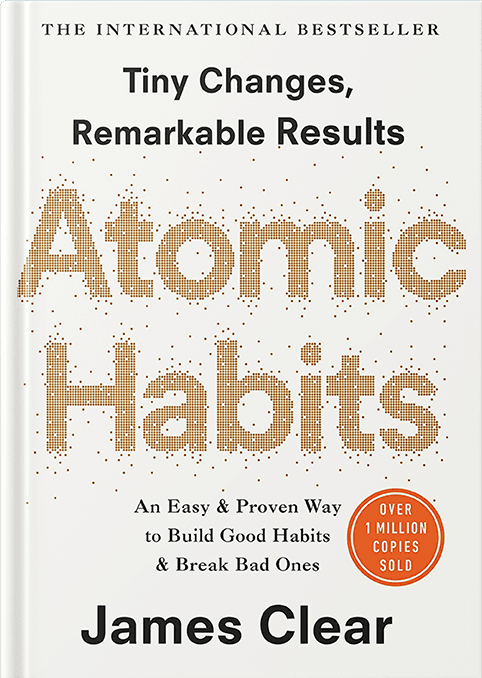 THE INTERNATIONAL BESTSELLER
Tiny Changes,
Remarkable Results
Atomic
Habits
An Easy & Proven Way
to Build Good Habits
& Break Bad Ones
OVER
1 MILLION
COPIES
SOLD
James Clear